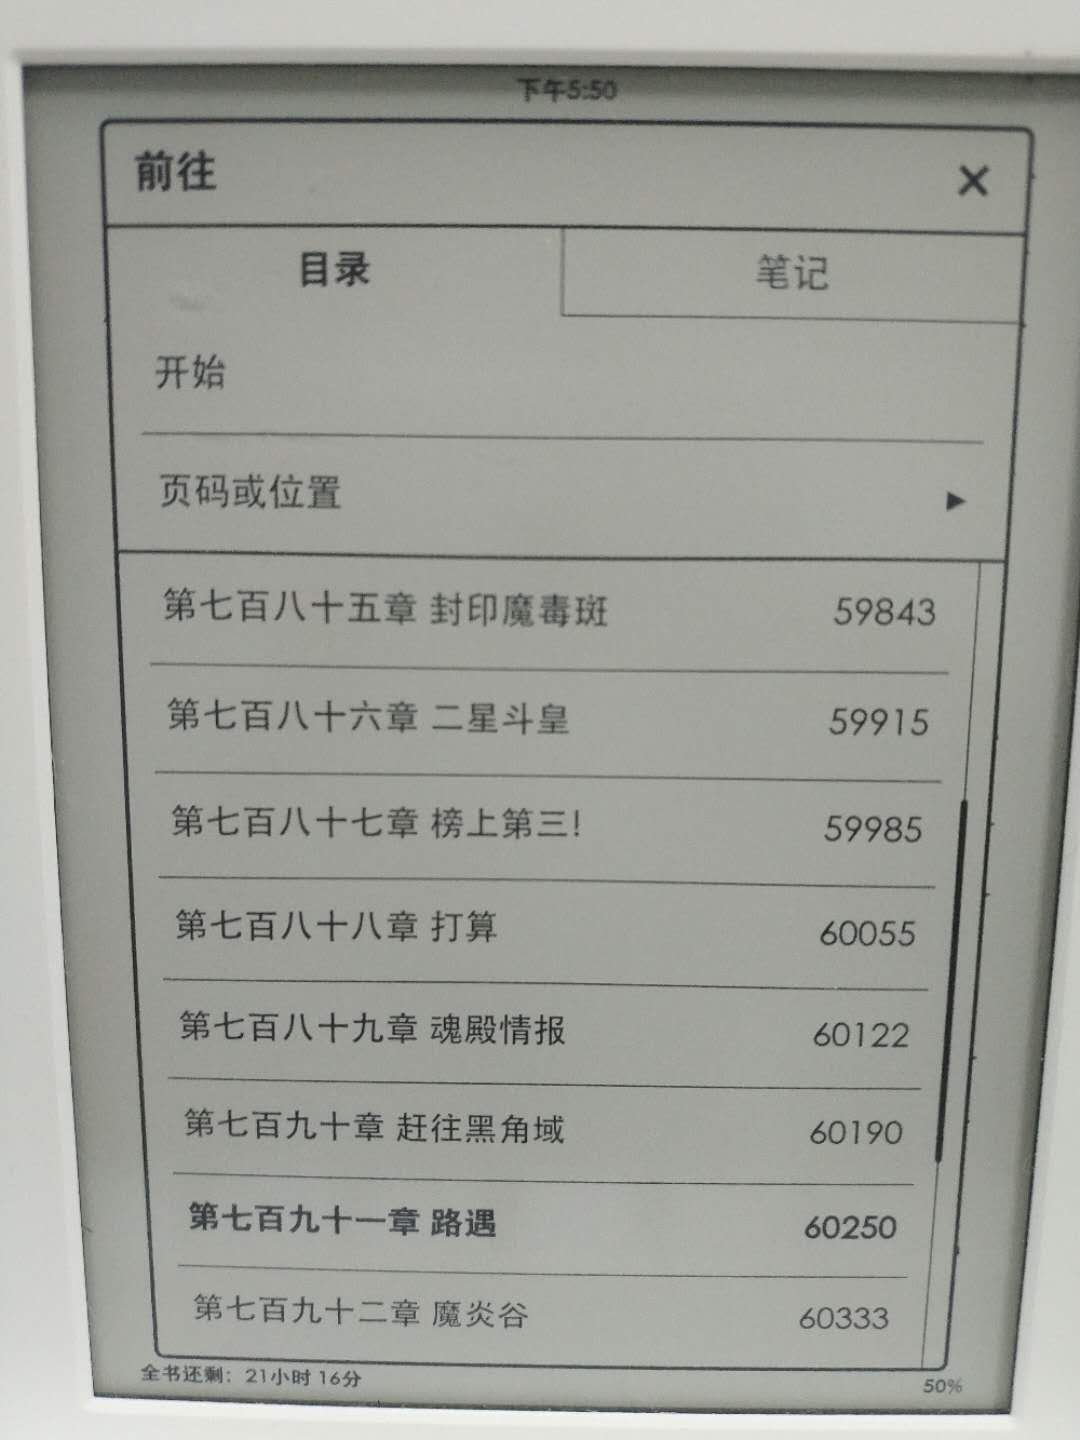 下午5:50
前往 ×
目录 笔记
开始
页码或位置 ▶
第七百八十五章 封印魔毒斑 59843
第七百八十六章 二星斗皇 59915
第七百八十七章 榜上第三! 59985
第七百八十八章 打算 60055
第七百八十九章 魂殿情报 60122
第七百九十章 赶往黑角域 60190
第七百九十一章 路遇 60250
第七百九十二章 魔炎谷 60333
全书还剩：21小时 16分 50%